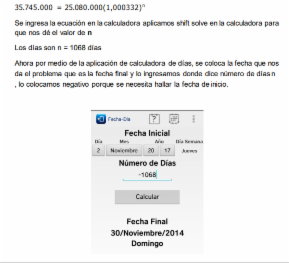 35.745.000 = 25.080.000(1,000332)ⁿ
Se ingresa la ecuación en la calculadora aplicamos shift solve en la calculadora para
que nos dé el valor de n
Los días son n = 1068 días
Ahora por medio de la aplicación de calculadora de días, se coloca la fecha que nos
da el problema que es la fecha final y lo ingresamos donde dice número de días n
, lo colocamos negativo porque se necesita hallar la fecha de inicio.
Fecha-Día
Fecha Inicial
Día Mes Año Día Semana
2 Noviembre 20 17 Jueves
Número de Días
-1068
Calcular
Fecha Final
30/Noviembre/2014
Domingo